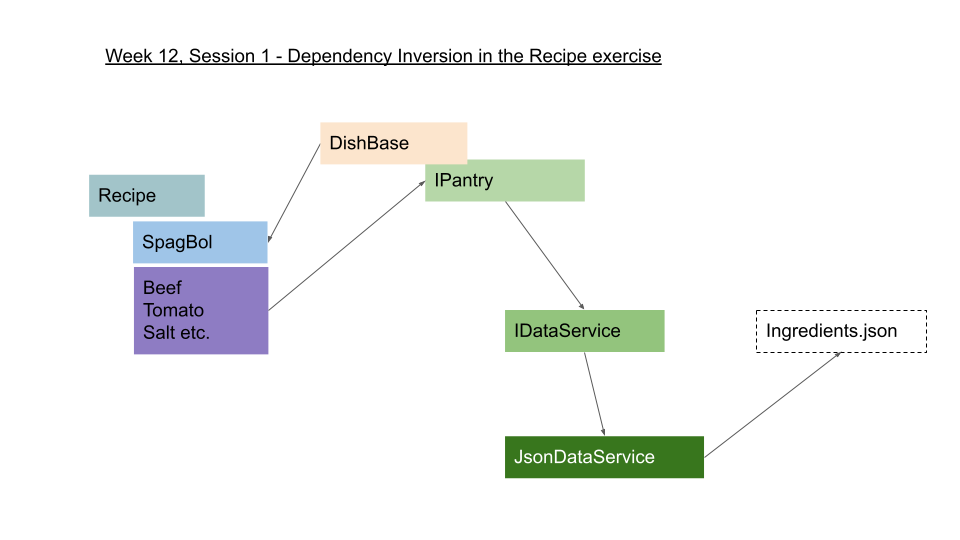 Week 12, Session 1 - Dependency Inversion in the Recipe exercise
DishBase
IPantry
Recipe
SpagBol
Beef
Tomato
Salt etc.
IDataService
Ingredients.json
JsonDataService